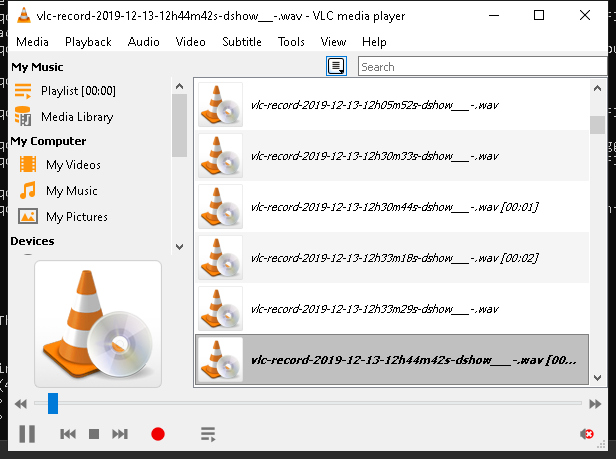 vlc-record-2019-12-13-12h44m42s-dshow___-.wav - VLC media player
Media Playback Audio Video Subtitle Tools View Help
My Music
Search
Playlist [00:00]
Media Library
My Computer
My Videos
My Music
My Pictures
Devices
vlc-record-2019-12-13-12h05m52s-dshow___-.wav
vlc-record-2019-12-13-12h30m33s-dshow___-.wav
vlc-record-2019-12-13-12h30m44s-dshow___-.wav [00:01]
vlc-record-2019-12-13-12h33m18s-dshow___-.wav [00:02]
vlc-record-2019-12-13-12h33m29s-dshow___-.wav
vlc-record-2019-12-13-12h44m42s-dshow___-.wav [00...